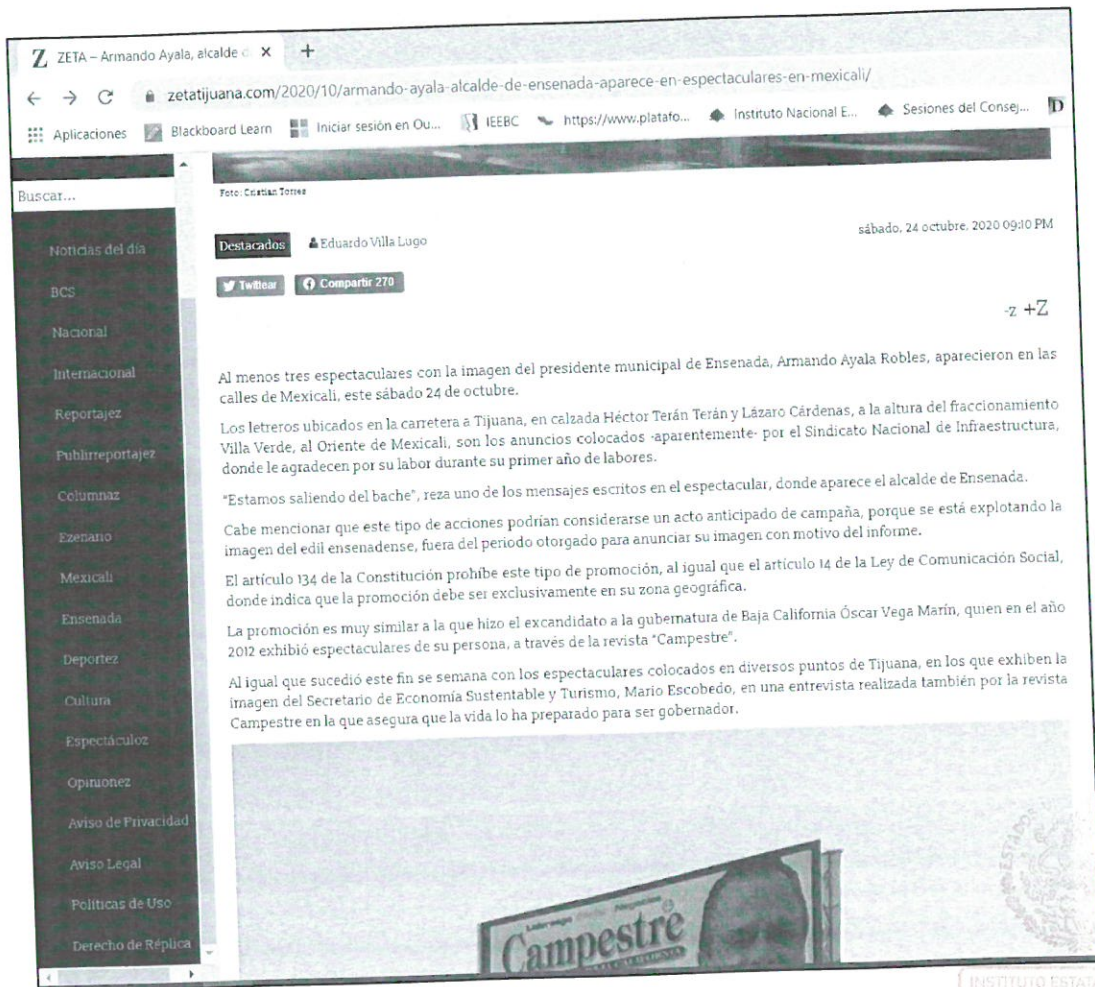 Z ZETA – Armando Ayala, alcalde d × +
zetatijuana.com/2020/10/armando-ayala-alcalde-de-ensenada-aparece-en-espectaculares-en-mexicali/
Aplicaciones Blackboard Learn Iniciar sesión en Ou... IEEBC https://www.platafo... Instituto Nacional E... Sesiones del Consej... D
Buscar...
Noticias del día
BCS
Nacional
Internacional
Reportajez
Publirreportajez
Columnaz
Ezenario
Mexicali
Ensenada
Deportez
Cultura
Espectáculoz
Opinionez
Aviso de Privacidad
Aviso Legal
Políticas de Uso
Derecho de Réplica
Foto: Cristian Torrez
Destacados Eduardo Villa Lugo sábado, 24 octubre, 2020 09:10 PM
Twittear Compartir 270
-z +Z
Al menos tres espectaculares con la imagen del presidente municipal de Ensenada, Armando Ayala Robles, aparecieron en las
calles de Mexicali, este sábado 24 de octubre.
Los letreros ubicados en la carretera a Tijuana, en calzada Héctor Terán Terán y Lázaro Cárdenas, a la altura del fraccionamiento
Villa Verde, al Oriente de Mexicali, son los anuncios colocados -aparentemente- por el Sindicato Nacional de Infraestructura,
donde le agradecen por su labor durante su primer año de labores.
"Estamos saliendo del bache", reza uno de los mensajes escritos en el espectacular, donde aparece el alcalde de Ensenada.
Cabe mencionar que este tipo de acciones podrían considerarse un acto anticipado de campaña, porque se está explotando la
imagen del edil ensenadense, fuera del periodo otorgado para anunciar su imagen con motivo del informe.
El artículo 134 de la Constitución prohíbe este tipo de promoción, al igual que el artículo 14 de la Ley de Comunicación Social,
donde indica que la promoción debe ser exclusivamente en su zona geográfica.
La promoción es muy similar a la que hizo el excandidato a la gubernatura de Baja California Óscar Vega Marín, quien en el año
2012 exhibió espectaculares de su persona, a través de la revista "Campestre".
Al igual que sucedió este fin se semana con los espectaculares colocados en diversos puntos de Tijuana, en los que exhiben la
imagen del Secretario de Economía Sustentable y Turismo, Mario Escobedo, en una entrevista realizada también por la revista
Campestre en la que asegura que la vida lo ha preparado para ser gobernador.
Campestre
INSTITUTO ESTATA